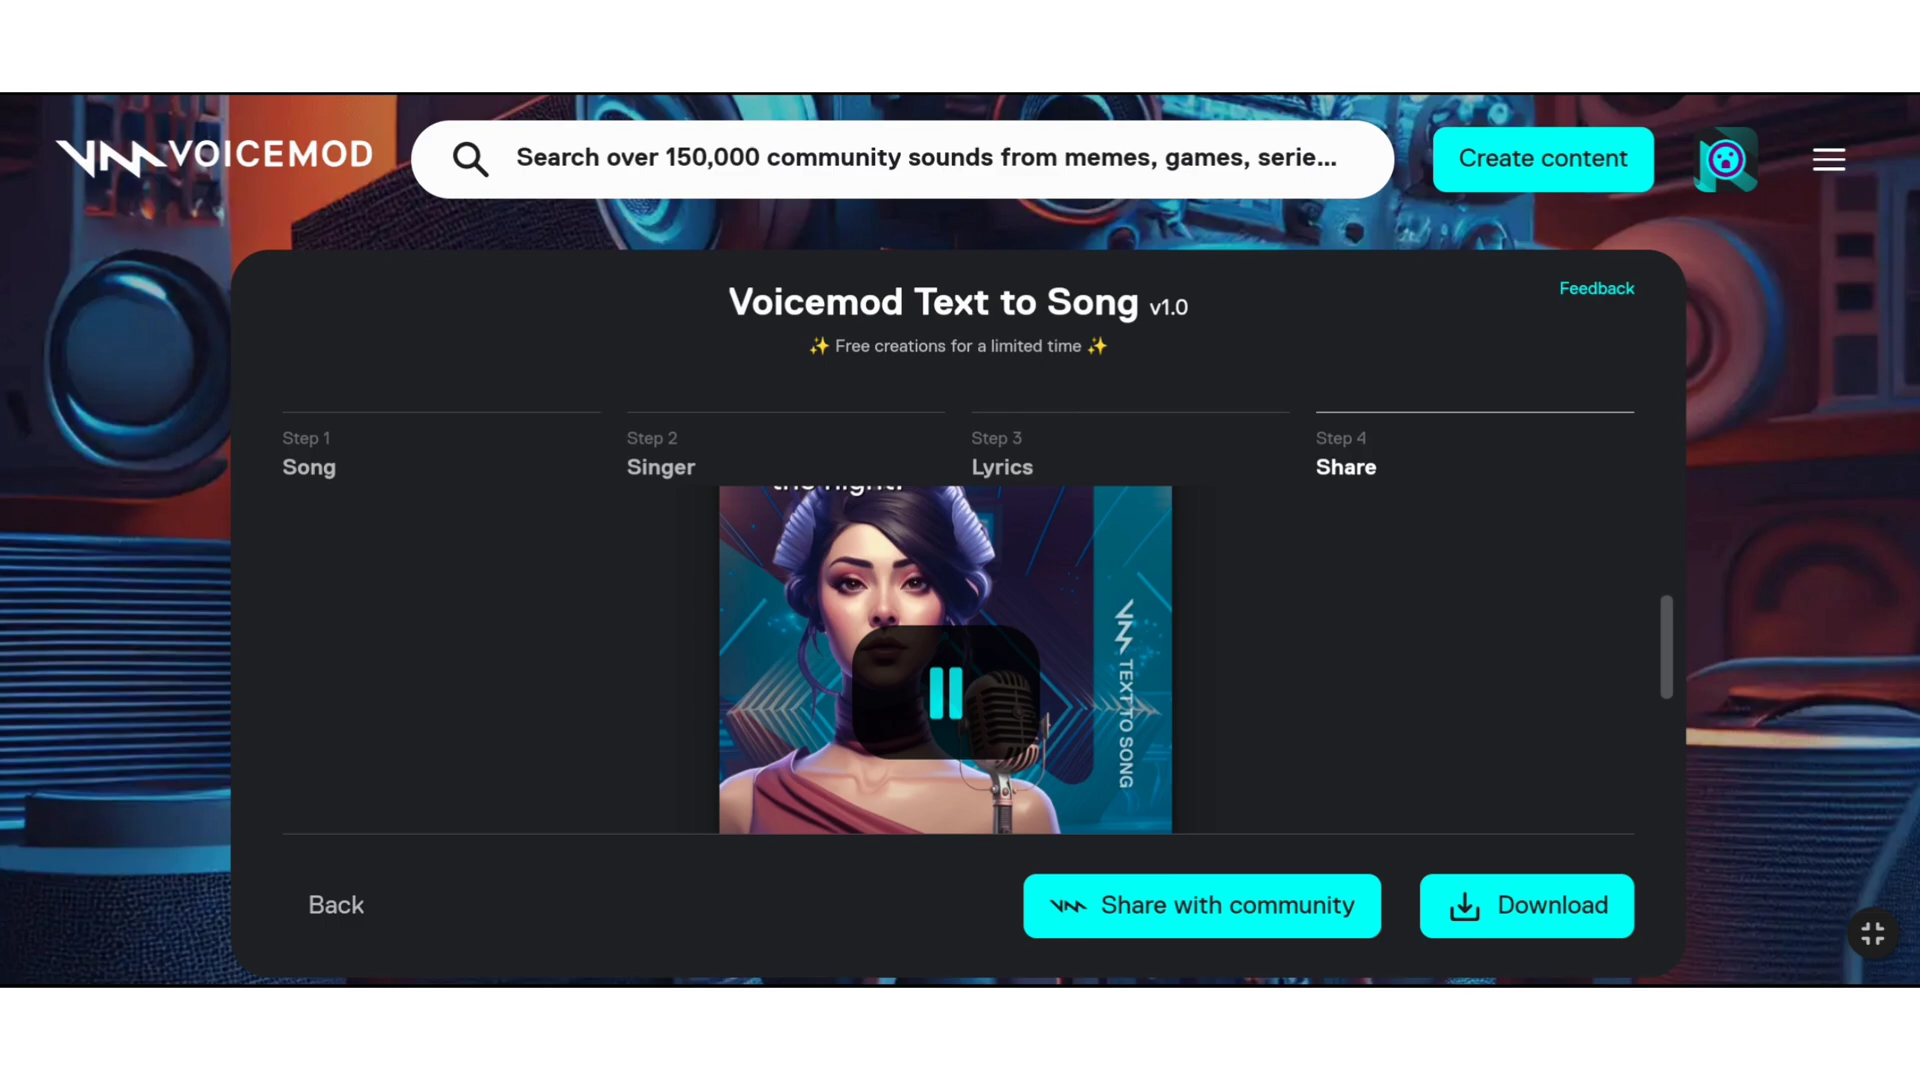 VOICEMOD
Search over 150,000 community sounds from memes, games, serie...
Create content
Voicemod Text to Song v1.0
Feedback
✨ Free creations for a limited time ✨
Step 1
Song
Step 2
Singer
Step 3
Lyrics
Step 4
Share
the night.
TEXT TO SONG
Back
Share with community
Download